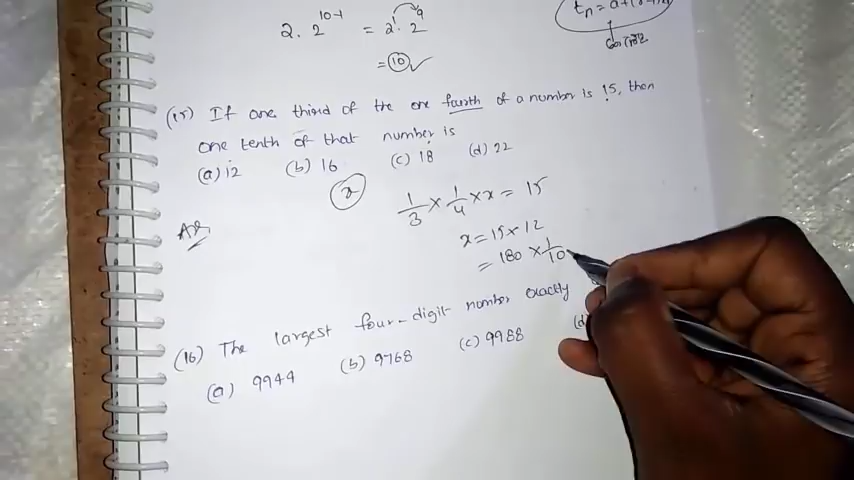 2. 2^10-1 = 2^1. 2^9
tn = a+(
= 10 ✓
(15) If one third of the one fourth of a number is 15, then
one tenth of that number is
(a) 12 (b) 16 (c) 18 (d) 22
x
1/3 × 1/4 × x = 15
x = 15 × 12
= 180 × 1/10
(16) The largest four-digit number exactly
(a) 9944 (b) 9768 (c) 9988 (d)